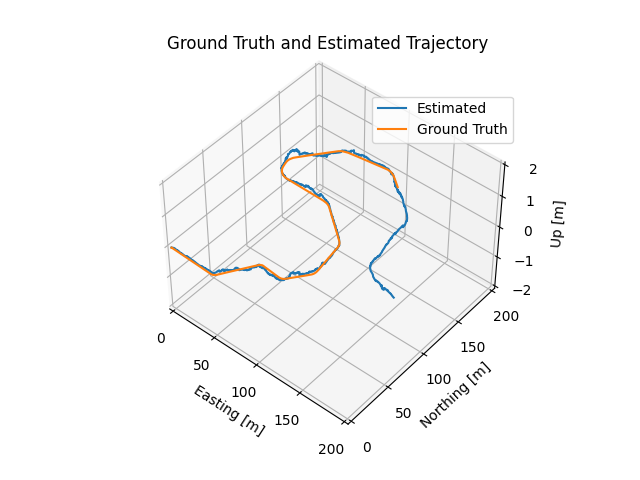 Ground Truth and Estimated Trajectory
Estimated
Ground Truth
2
1
0
−1
−2
Up [m]
0
50
100
150
200
Easting [m]
0
50
100
150
200
Northing [m]